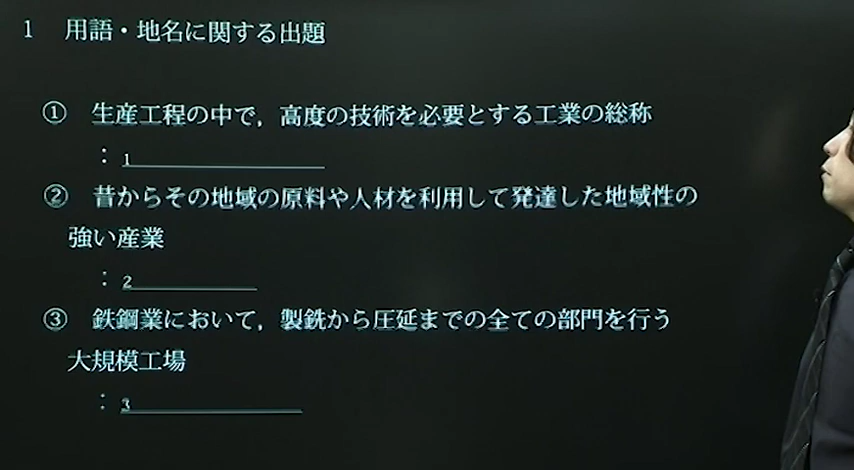 1　用語・地名に関する出題
①　生産工程の中で，高度の技術を必要とする工業の総称
：1
②　昔からその地域の原料や人材を利用して発達した地域性の
強い産業
：2
③　鉄鋼業において，製銑から圧延までの全ての部門を行う
大規模工場
：3